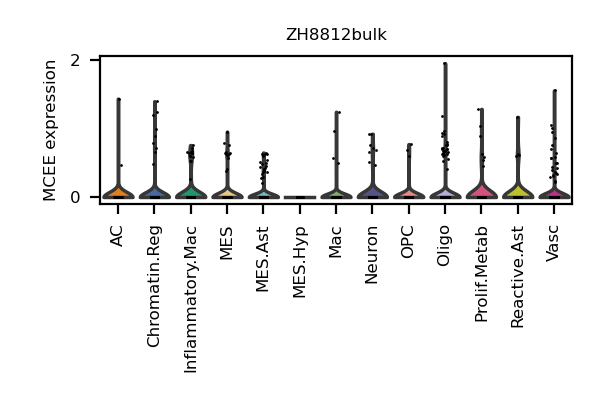 ZH8812bulk
MCEE expression
2
0
AC
Chromatin.Reg
Inflammatory.Mac
MES
MES.Ast
MES.Hyp
Mac
Neuron
OPC
Oligo
Prolif.Metab
Reactive.Ast
Vasc